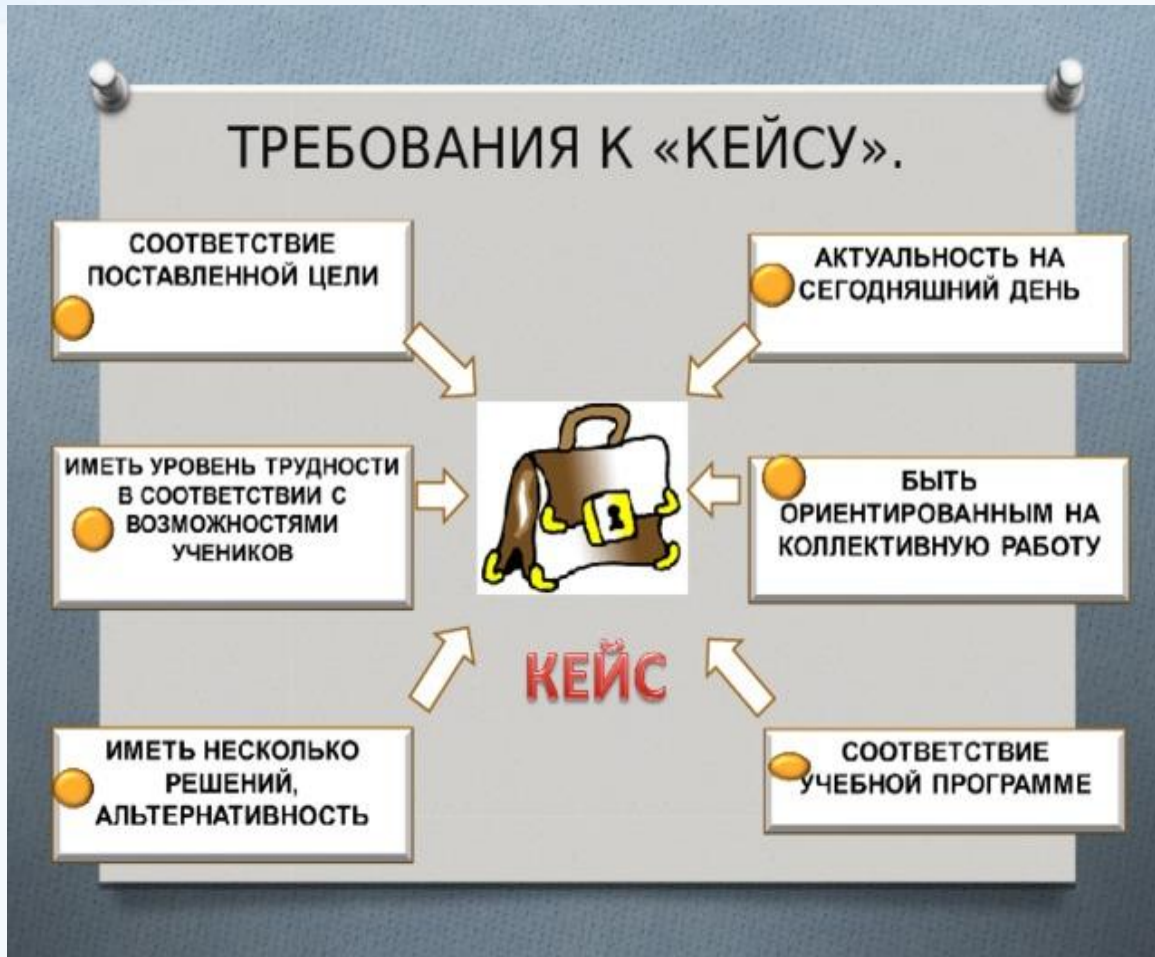 ТРЕБОВАНИЯ К «КЕЙСУ».
СООТВЕТСТВИЕ
ПОСТАВЛЕННОЙ ЦЕЛИ
АКТУАЛЬНОСТЬ НА
СЕГОДНЯШНИЙ ДЕНЬ
ИМЕТЬ УРОВЕНЬ ТРУДНОСТИ
В СООТВЕТСТВИИ С
ВОЗМОЖНОСТЯМИ
УЧЕНИКОВ
БЫТЬ
ОРИЕНТИРОВАННЫМ НА
КОЛЛЕКТИВНУЮ РАБОТУ
КЕЙС
ИМЕТЬ НЕСКОЛЬКО
РЕШЕНИЙ,
АЛЬТЕРНАТИВНОСТЬ
СООТВЕТСТВИЕ
УЧЕБНОЙ ПРОГРАММЕ